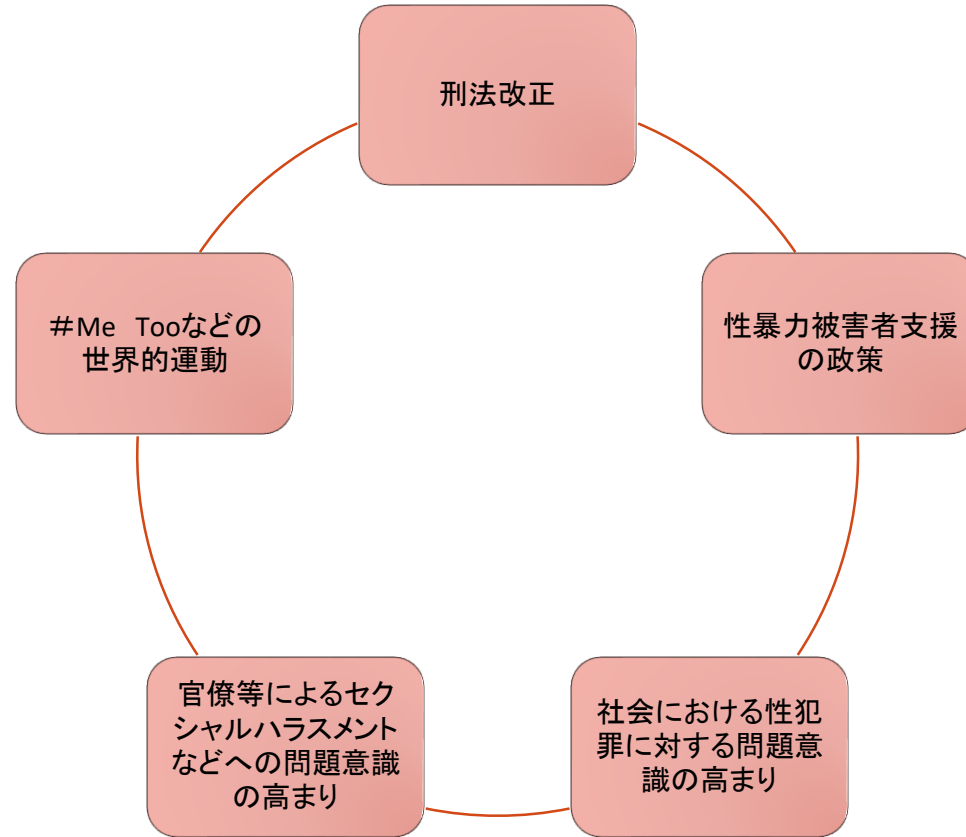 刑法改正
＃Me　Tooなどの
世界的運動
性暴力被害者支援
の政策
官僚等によるセク
シャルハラスメント
などへの問題意識
の高まり
社会における性犯
罪に対する問題意
識の高まり